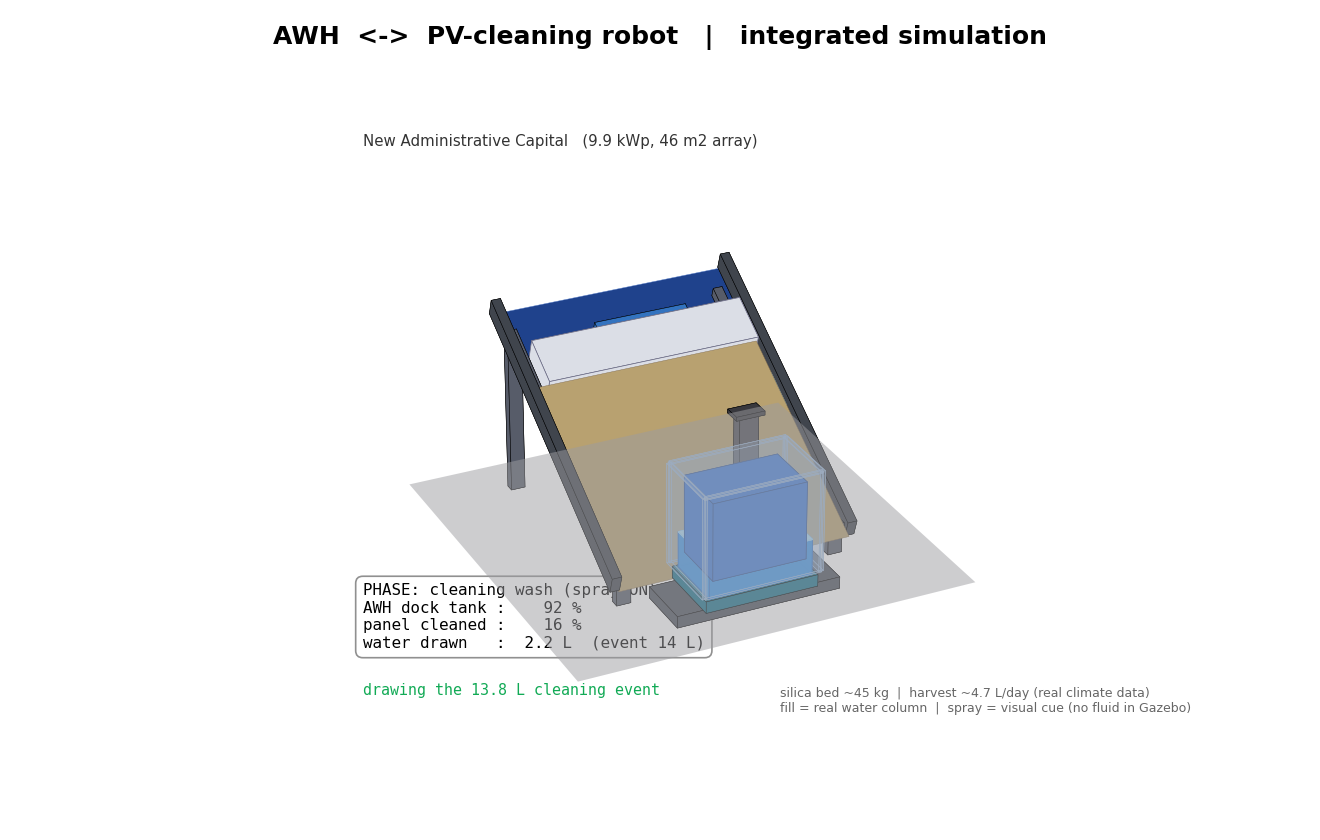 AWH <-> PV-cleaning robot | integrated simulation
New Administrative Capital (9.9 kWp, 46 m2 array)
PHASE: cleaning wash
AWH dock tank : 92 %
panel cleaned : 16 %
water drawn : 2.2 L (event 14 L)
drawing the 13.8 L cleaning event
silica bed ~45 kg | harvest ~4.7 L/day (real climate data)
fill = real water column | spray = visual cue (no fluid in Gazebo)